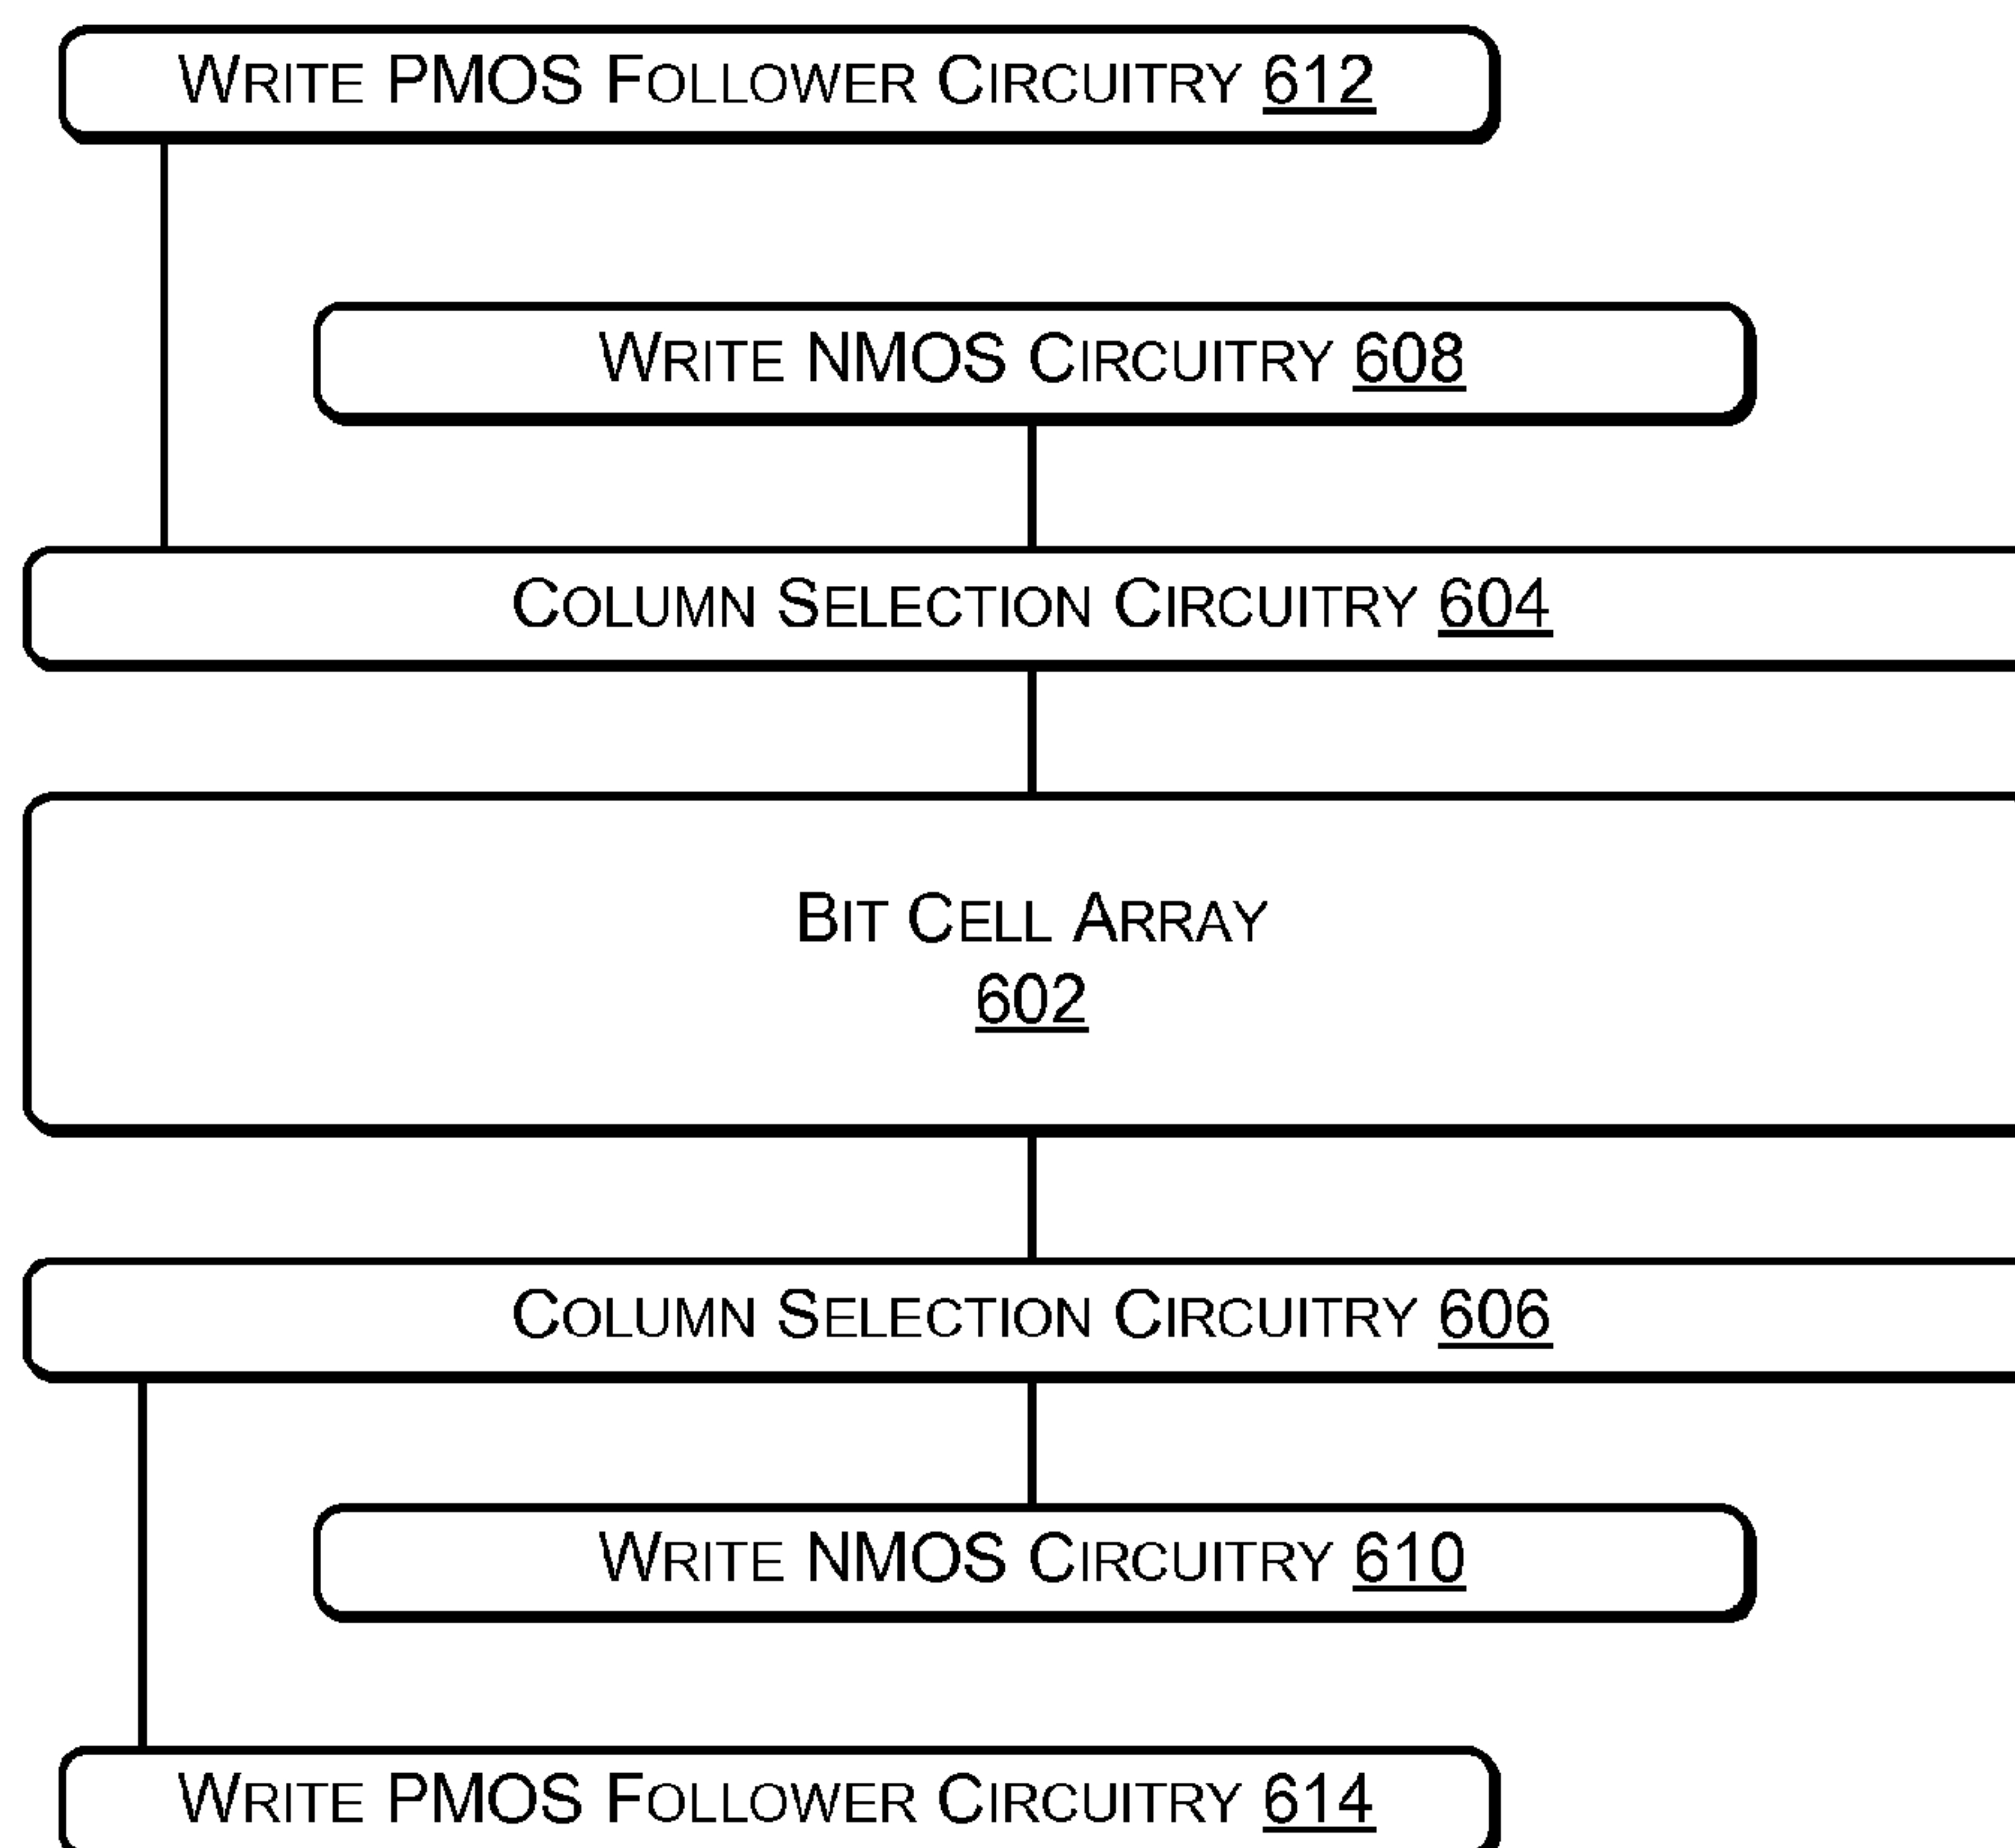 WRITE PMOS FOLLOWER CIRCUITRY 612
WRITE NMOS CIRCUITRY 608
COLUMN SELECTION CIRCUITRY 604
BIT CELL ARRAY
602
COLUMN SELECTION CIRCUITRY 606
WRITE NMOS CIRCUITRY 610
WRITE PMOS FOLLOWER CIRCUITRY 614